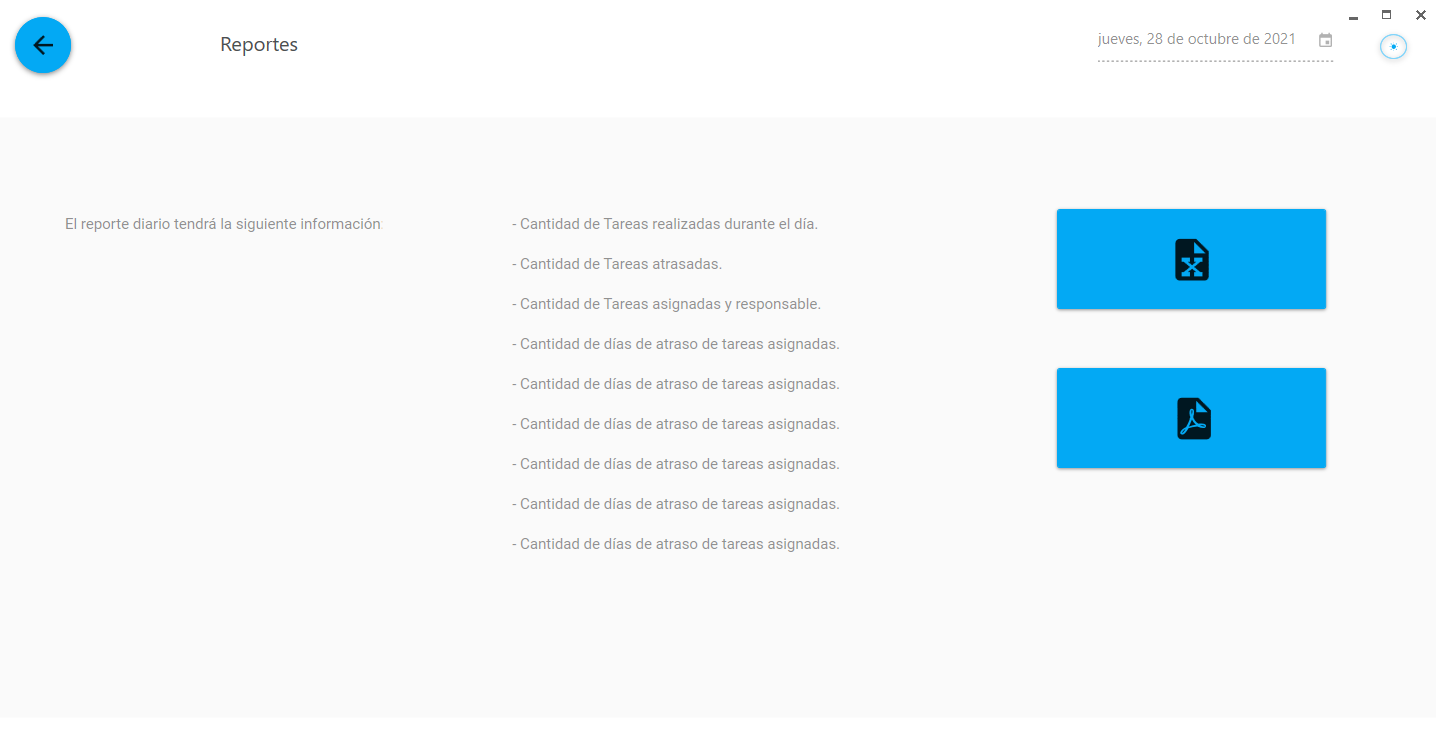 Reportes
jueves, 28 de octubre de 2021
El reporte diario tendrá la siguiente información:
- Cantidad de Tareas realizadas durante el día.
- Cantidad de Tareas atrasadas.
- Cantidad de Tareas asignadas y responsable.
- Cantidad de días de atraso de tareas asignadas.
- Cantidad de días de atraso de tareas asignadas.
- Cantidad de días de atraso de tareas asignadas.
- Cantidad de días de atraso de tareas asignadas.
- Cantidad de días de atraso de tareas asignadas.
- Cantidad de días de atraso de tareas asignadas.